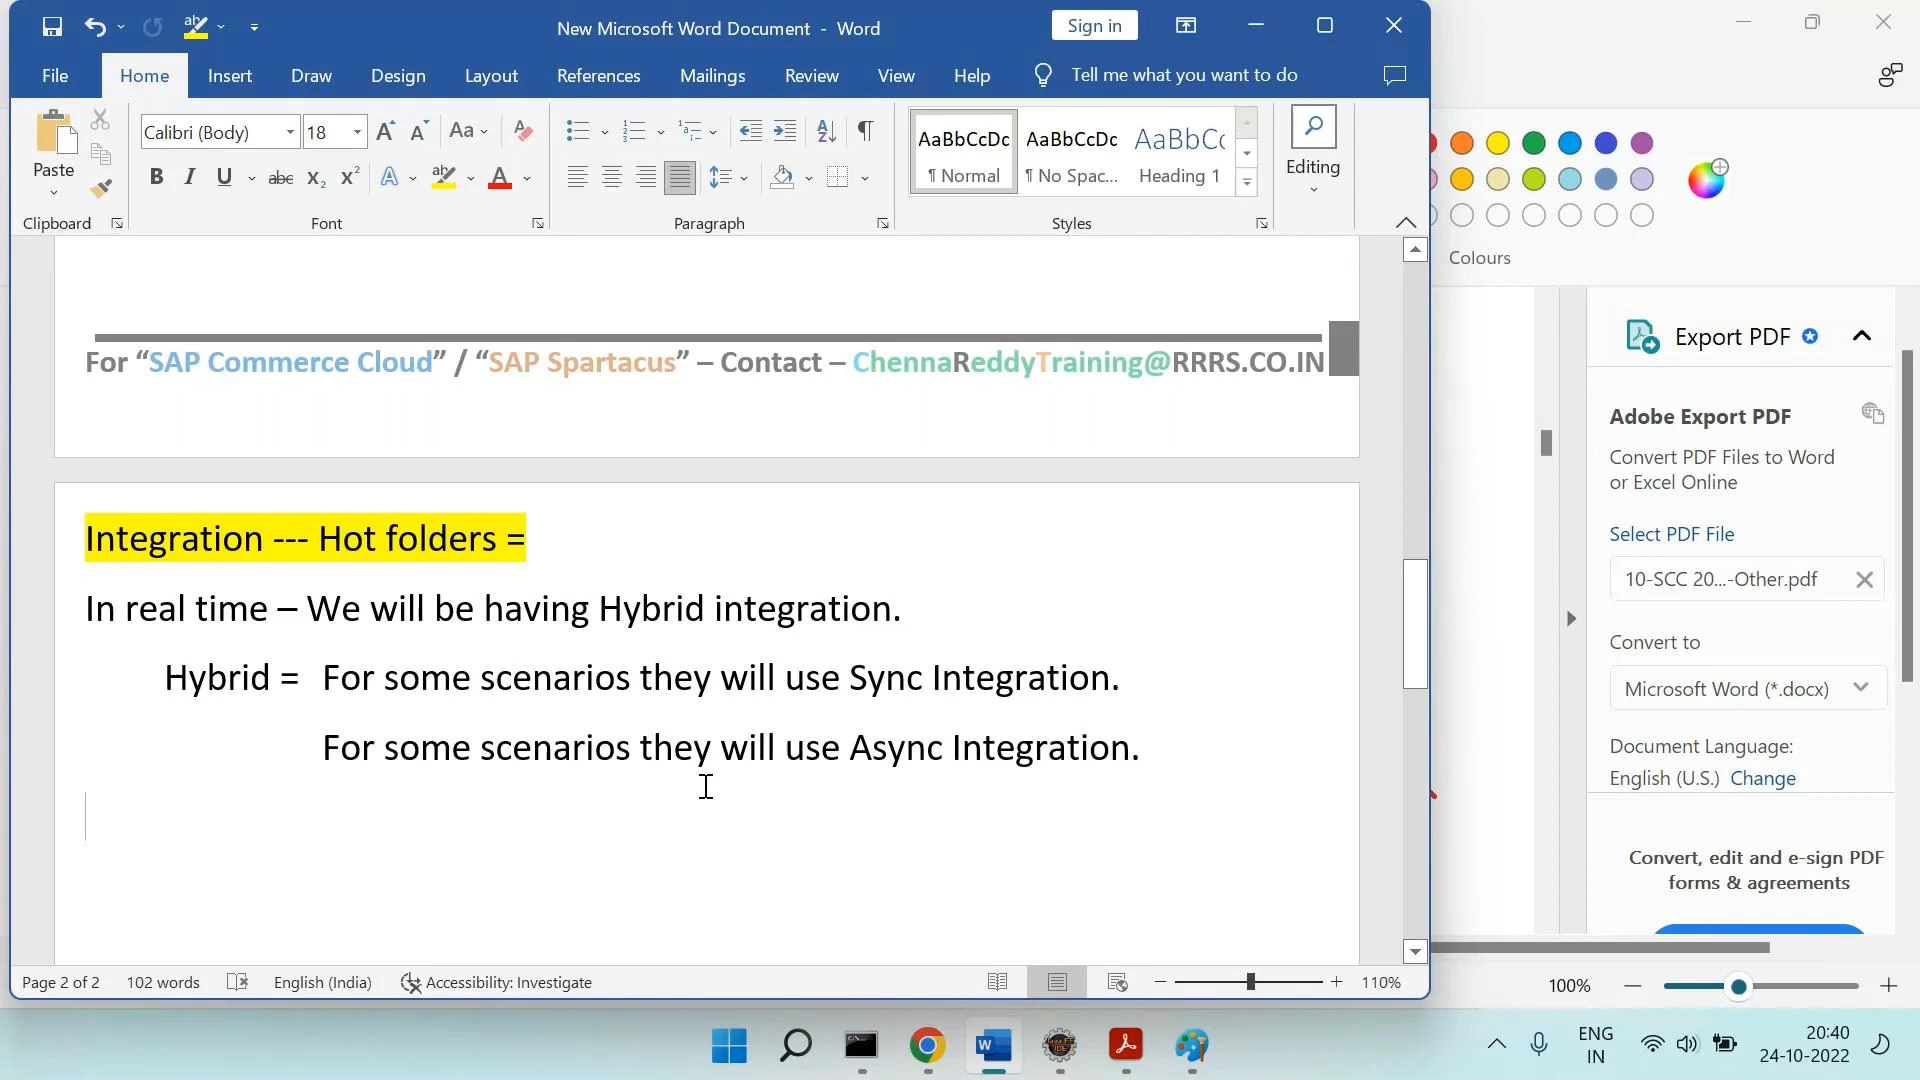 New Microsoft Word Document - Word
Sign in
File
Home
Insert
Draw
Design
Layout
References
Mailings
Review
View
Help
Tell me what you want to do
Paste
Calibri (Body)
18
Aa
ab
B I U abc X₂ X² A ab A
AaBbCcDc
¶ Normal
AaBbCcDc
¶ No Spac...
AaBbCc
Heading 1
Editing
Clipboard
Font
Paragraph
Styles
Colours
For “SAP Commerce Cloud” / “SAP Spartacus” – Contact – ChennaReddyTraining@RRRS.CO.IN
Integration --- Hot folders =
In real time – We will be having Hybrid integration.
Hybrid = For some scenarios they will use Sync Integration.
For some scenarios they will use Async Integration.
Export PDF
Adobe Export PDF
Convert PDF Files to Word
or Excel Online
Select PDF File
10-SCC 20...-Other.pdf
Convert to
Microsoft Word (*.docx)
Document Language:
English (U.S.) Change
Convert, edit and e-sign PDF
forms & agreements
Page 2 of 2
102 words
English (India)
Accessibility: Investigate
110%
100%
ENG
IN
20:40
24-10-2022